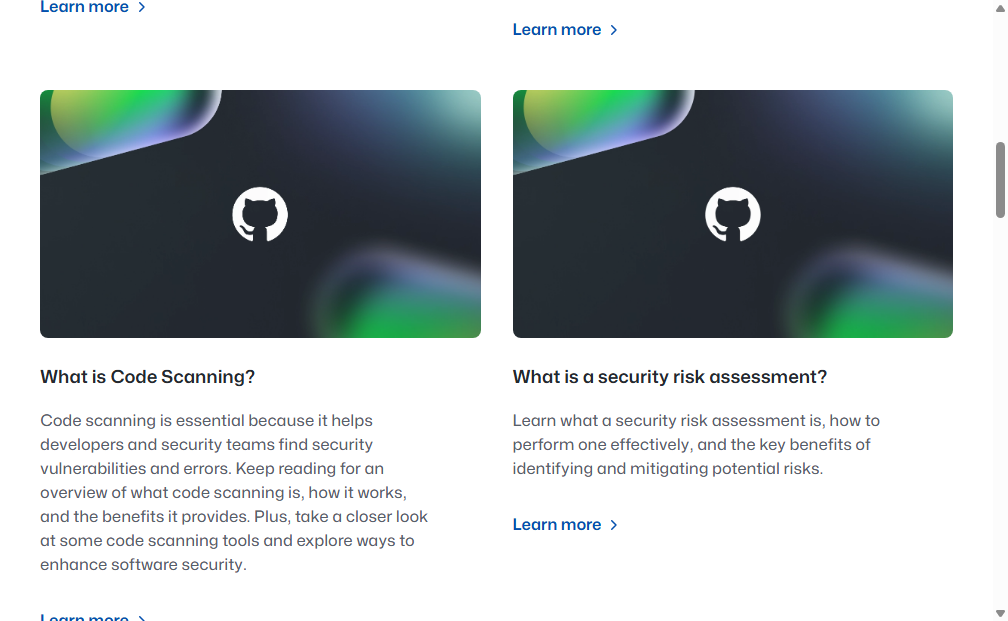 Learn more
Learn more
What is Code Scanning?
Code scanning is essential because it helps
developers and security teams find security
vulnerabilities and errors. Keep reading for an
overview of what code scanning is, how it works,
and the benefits it provides. Plus, take a closer look
at some code scanning tools and explore ways to
enhance software security.
Learn more
What is a security risk assessment?
Learn what a security risk assessment is, how to
perform one effectively, and the key benefits of
identifying and mitigating potential risks.
Learn more